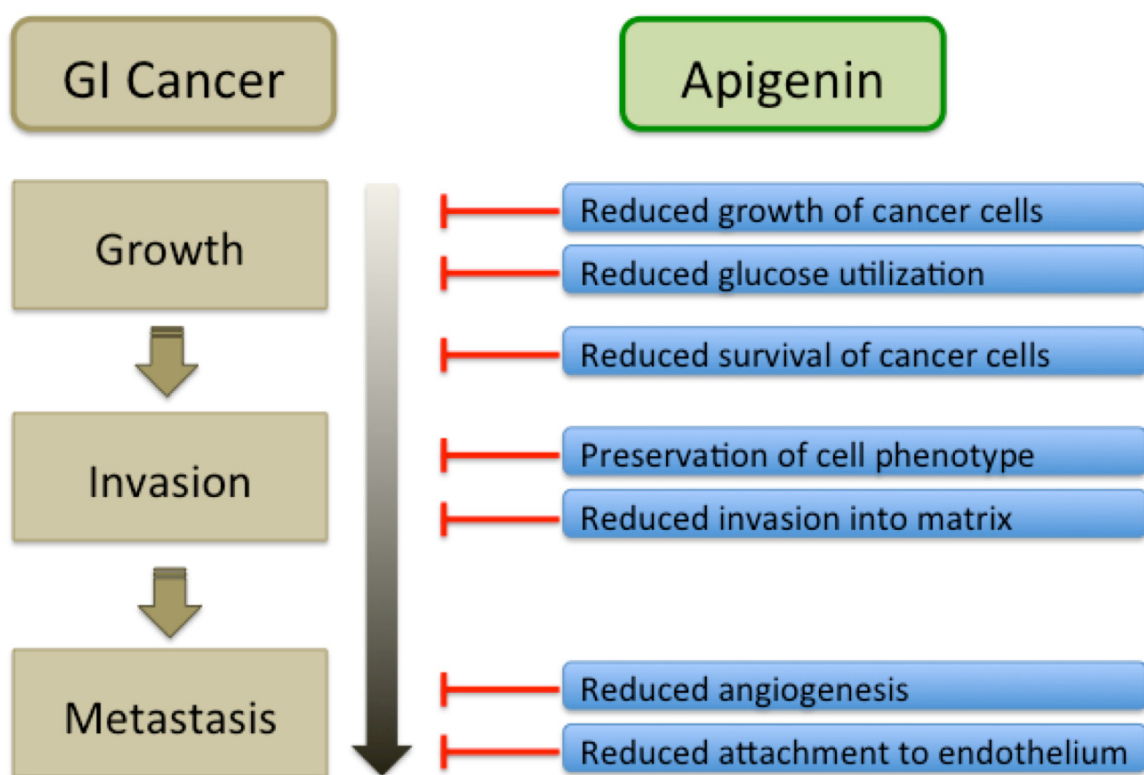 GI Cancer
Apigenin
Growth
Reduced growth of cancer cells
Reduced glucose utilization
Reduced survival of cancer cells
Invasion
Preservation of cell phenotype
Reduced invasion into matrix
Metastasis
Reduced angiogenesis
Reduced attachment to endothelium